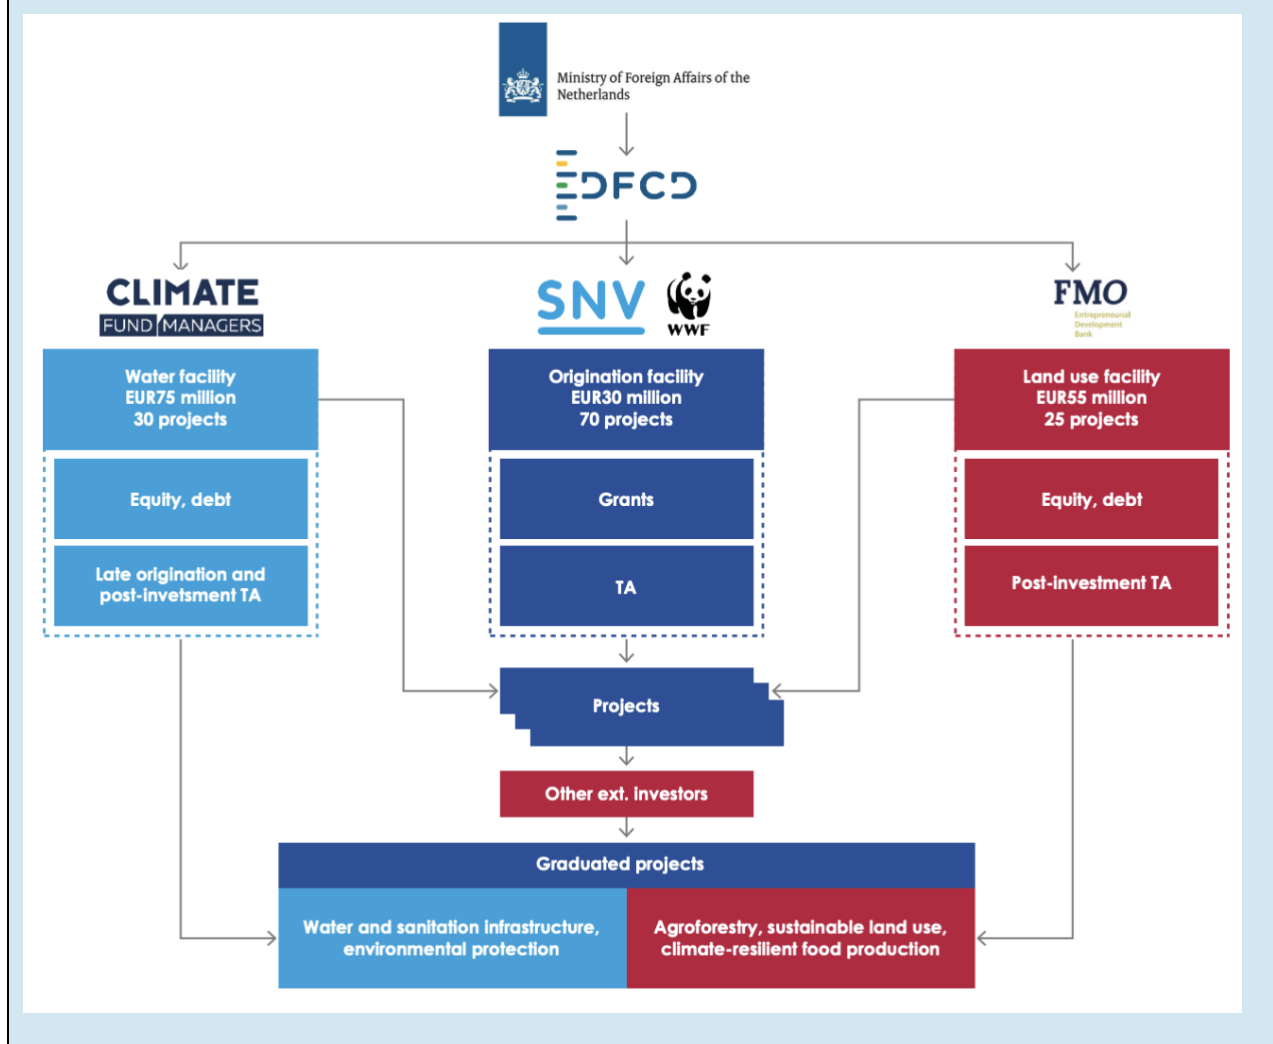 Ministry of Foreign Affairs of the
Netherlands
DFCD
CLIMATE
FUND MANAGERS
SNV
WWF
FMO
Entrepreneurial
Development
Bank
Water facility
EUR75 million
30 projects
Origination facility
EUR30 million
70 projects
Land use facility
EUR55 million
25 projects
Equity, debt
Grants
Equity, debt
Late origination and
post-invetsment TA
TA
Post-investment TA
Projects
Other ext. investors
Graduated projects
Water and sanitation infrastructure,
environmental protection
Agroforestry, sustainable land use,
climate-resilient food production